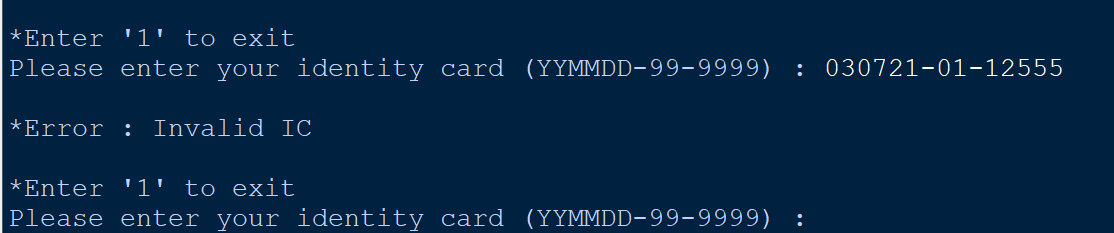 *Enter '1' to exit
Please enter your identity card (YYMMDD-99-9999) : 030721-01-12555
*Error : Invalid IC
*Enter '1' to exit
Please enter your identity card (YYMMDD-99-9999) :